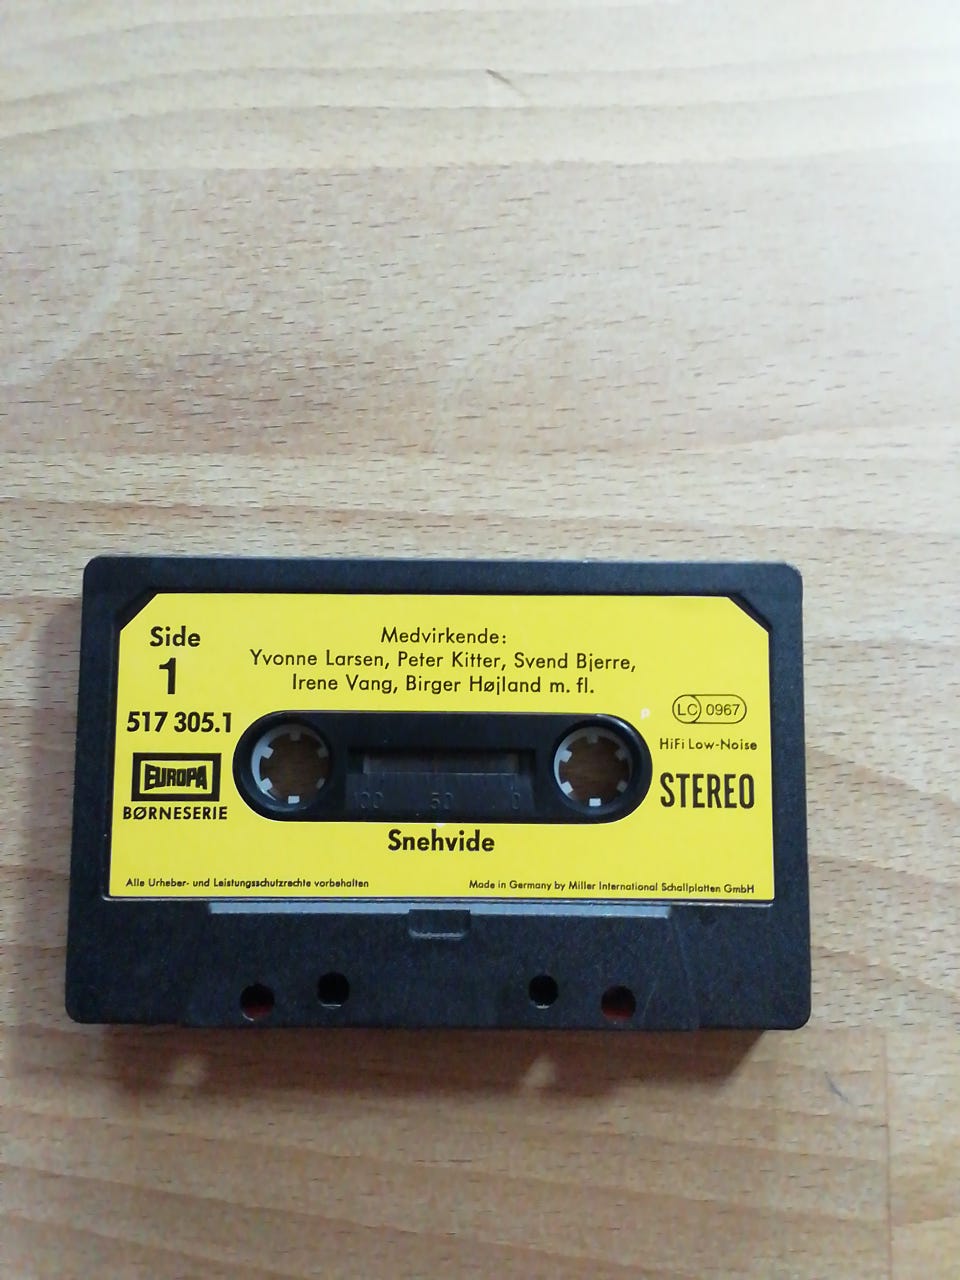 Side
1
517 305.1
EUROPA
BØRNESERIE
Medvirkende:
Yvonne Larsen, Peter Kitter, Svend Bjerre,
Irene Vang, Birger Højland m. fl.
P
LC 0967
HiFi Low-Noise
STEREO
100 50 0
Snehvide
Alle Urheber- und Leistungsschutzrechte vorbehalten
Made in Germany by Miller International Schallplatten GmbH